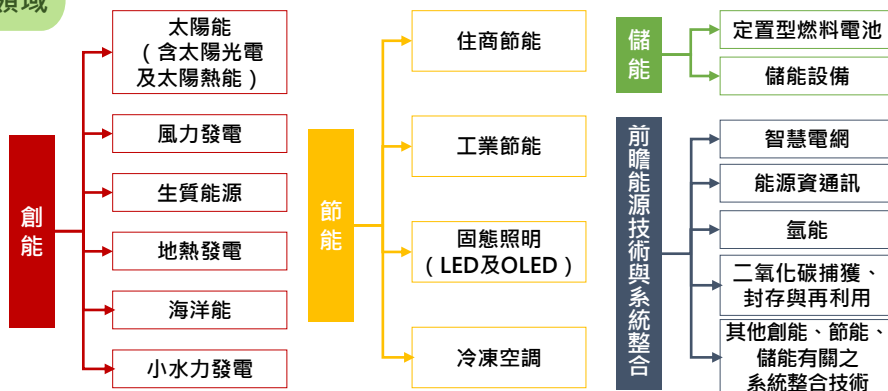 領域
創能
太陽能
（含太陽光電
及太陽熱能）
風力發電
生質能源
地熱發電
海洋能
小水力發電
節能
住商節能
工業節能
固態照明
（LED及OLED）
冷凍空調
儲能
定置型燃料電池
儲能設備
前瞻能源技術與系統整合
智慧電網
能源資通訊
氫能
二氧化碳捕獲、
封存與再利用
其他創能、節能、
儲能有關之
系統整合技術